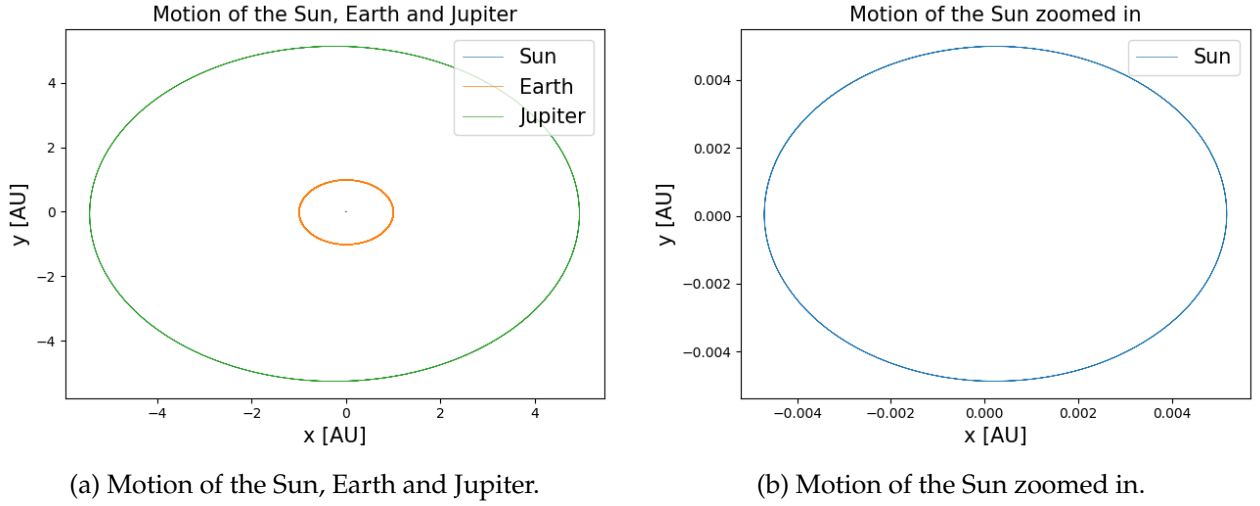 Motion of the Sun, Earth and Jupiter
Sun
Earth
Jupiter
4
2
0
−2
−4
y [AU]
−4
−2
0
2
4
x [AU]
(a) Motion of the Sun, Earth and Jupiter.
Motion of the Sun zoomed in
Sun
0.004
0.002
0.000
−0.002
−0.004
y [AU]
−0.004
−0.002
0.000
0.002
0.004
x [AU]
(b) Motion of the Sun zoomed in.